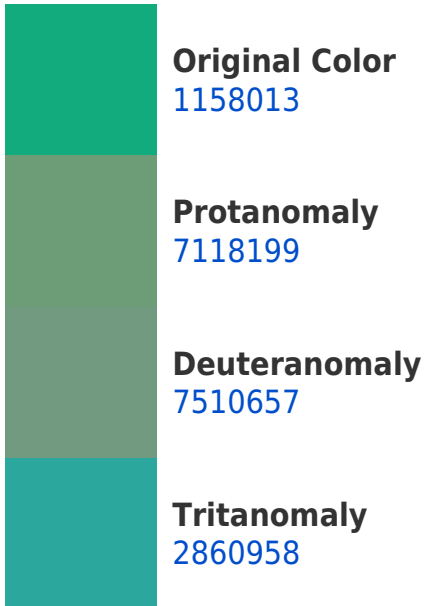 Original Color
1158013
Protanomaly
7118199
Deuteranomaly
7510657
Tritanomaly
2860958